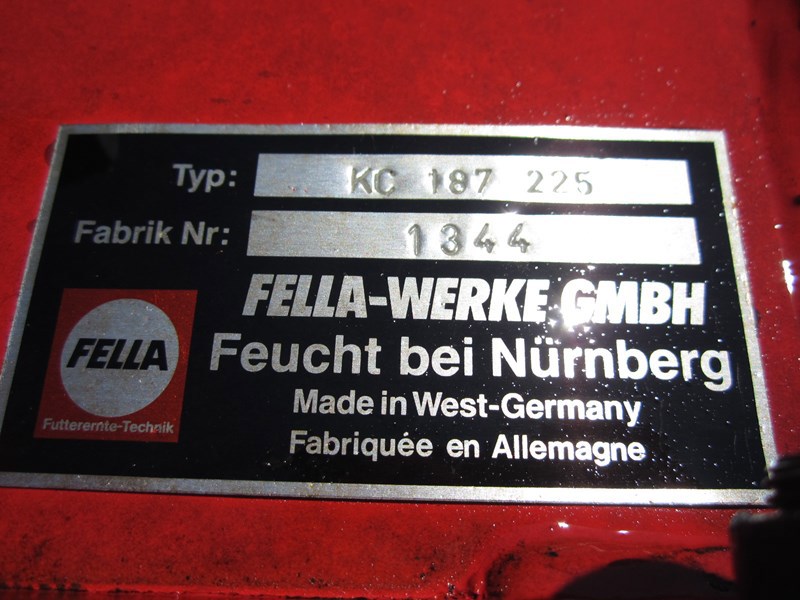 Typ: KC 187 225
Fabrik Nr: 1344
FELLA-WERKE GMBH
Feucht bei Nürnberg
Made in West-Germany
Fabriquée en Allemagne
FELLA
Futterernte-Technik